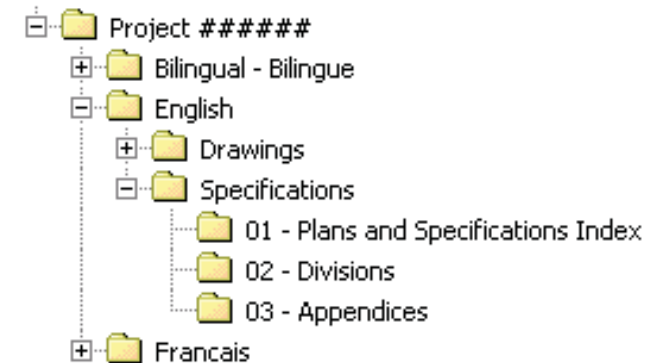 Project ######
Bilingual - Bilingue
English
Drawings
Specifications
01 - Plans and Specifications Index
02 - Divisions
03 - Appendices
Francais